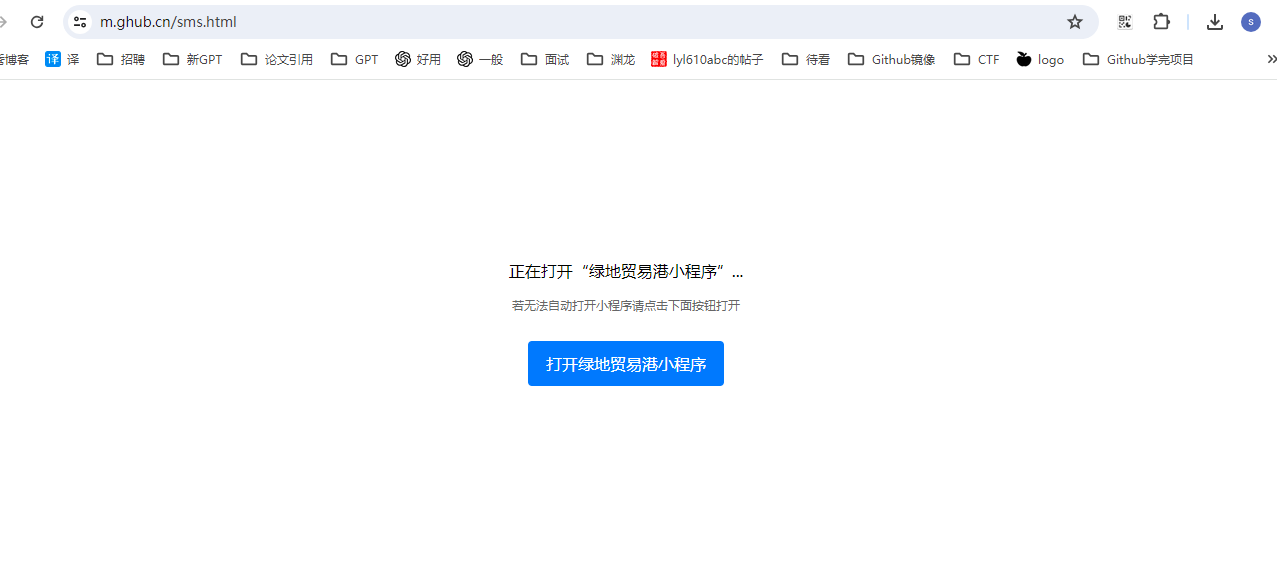 m.ghub.cn/sms.html
S
博客 译 译 招聘 新GPT 论文引用 GPT 好用 一般 面试 渊龙 lyl610abc的帖子 待看 Github镜像 CTF logo Github学完项目
正在打开“绿地贸易港小程序”...
若无法自动打开小程序请点击下面按钮打开
打开绿地贸易港小程序